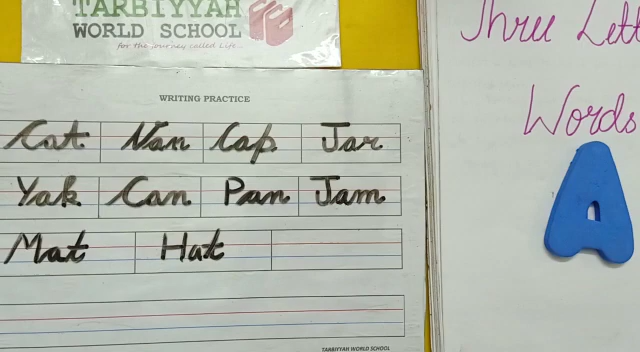 TARBIYYAH
WORLD SCHOOL
for the journey called Life...
WRITING PRACTICE
Cat Van Cap Jar
Yak Can Pan Jam
Mat Hat
TARBIYYAH WORLD SCHOOL
Three Lett
Words
A